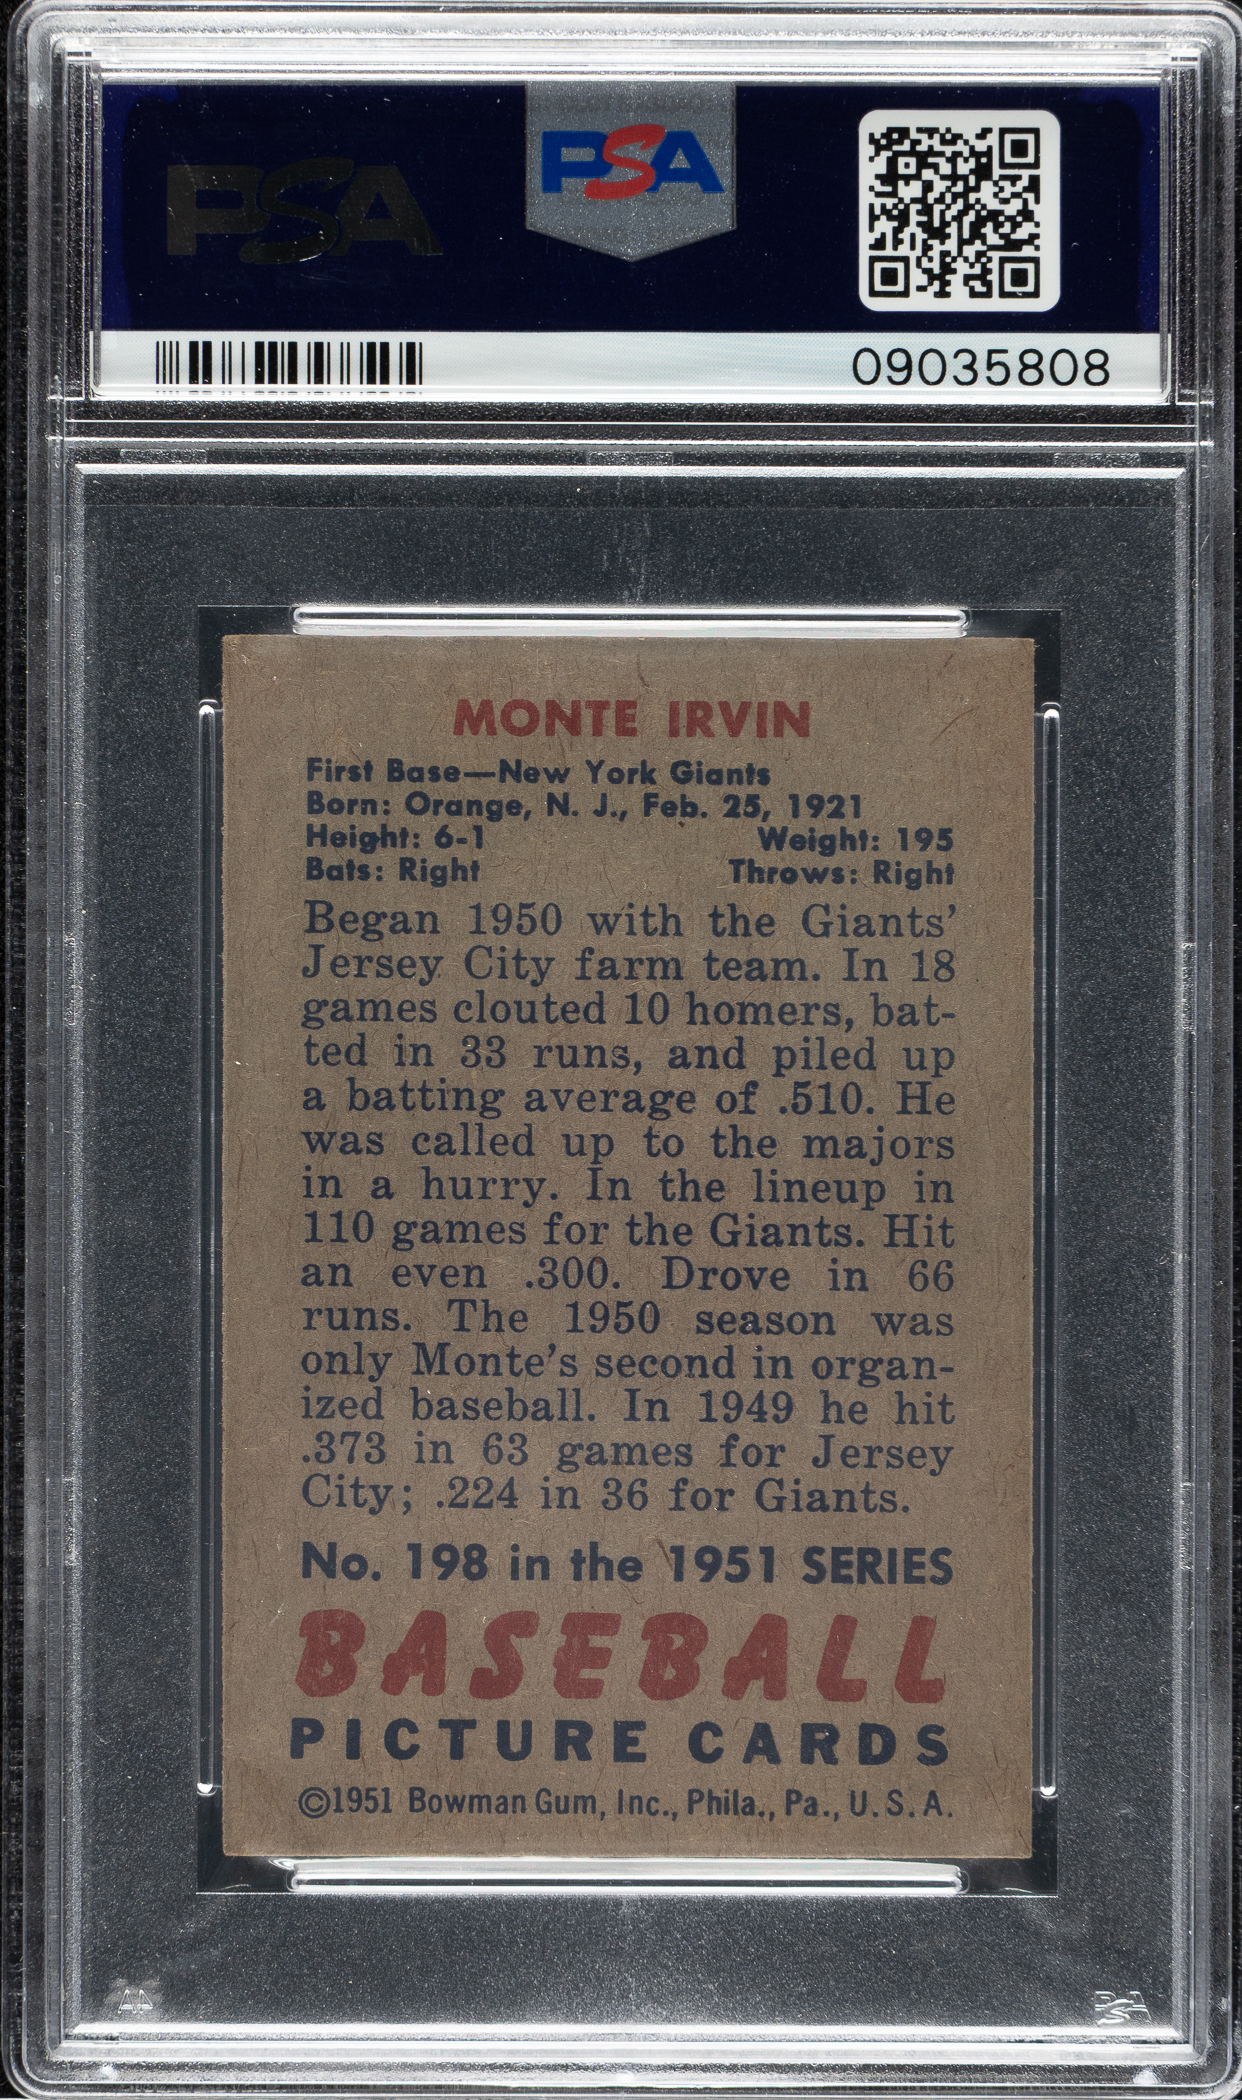 PSA
PSA
09035808
MONTE IRVIN
First Base—New York Giants
Born: Orange, N. J., Feb. 25, 1921
Height: 6-1 Weight: 195
Bats: Right Throws: Right
Began 1950 with the Giants’
Jersey City farm team. In 18
games clouted 10 homers, bat-
ted in 33 runs, and piled up
a batting average of .510. He
was called up to the majors
in a hurry. In the lineup in
110 games for the Giants. Hit
an even .300. Drove in 66
runs. The 1950 season was
only Monte’s second in organ-
ized baseball. In 1949 he hit
.373 in 63 games for Jersey
City; .224 in 36 for Giants.
No. 198 in the 1951 SERIES
BASEBALL
PICTURE CARDS
©1951 Bowman Gum, Inc., Phila., Pa., U.S.A.
PSA